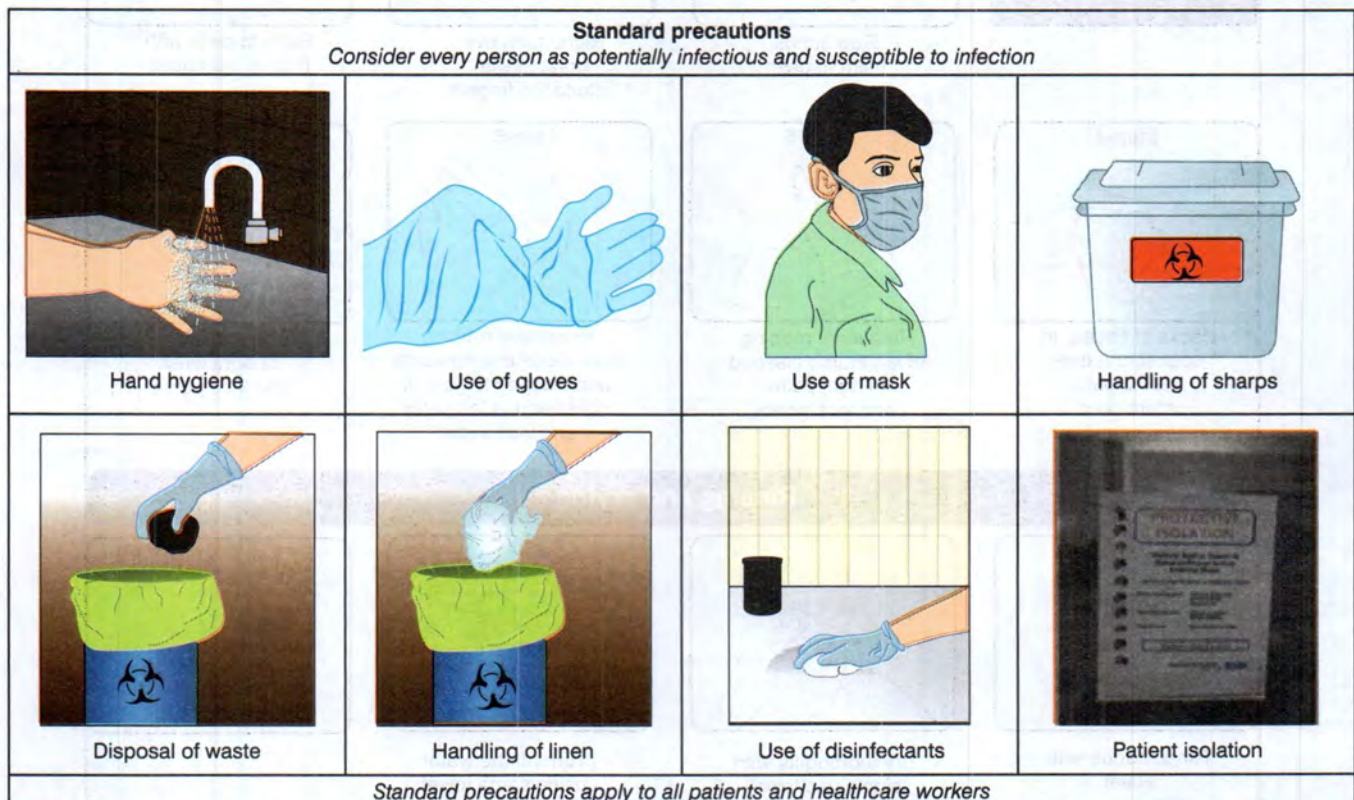 Standard precautions
Consider every person as potentially infectious and susceptible to infection
Hand hygiene
Use of gloves
Use of mask
Handling of sharps
PROTECTIVE
ISOLATION
Disposal of waste
Handling of linen
Use of disinfectants
Patient isolation
Standard precautions apply to all patients and healthcare workers